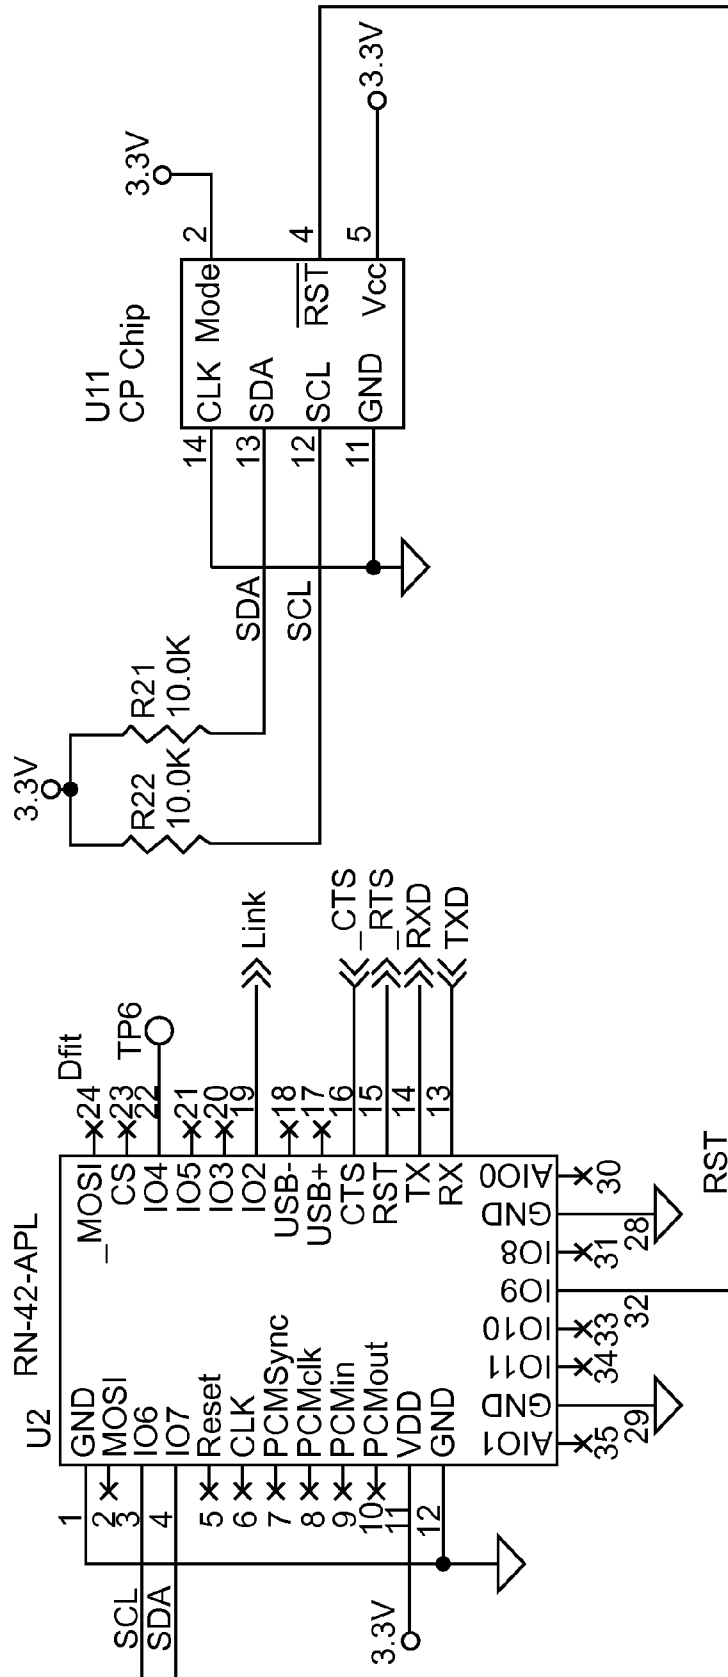 3.3V
3.3V
2
4
5
U11
CP Chip
CLK Mode
SDA
SCL RST
GND Vcc
14
13
12
11
SDA
SCL
3.3V
R21
10.0K
R22
10.0K
Link
_CTS
_RTS
RXD
TXD
TP6
Dfit
24
23
22
21
20
19
18
17
16
15
14
13
U2 RN-42-APL
_MOSI
CS
IO4
IO5
IO3
IO2
USB-
USB+
CTS
RST
TX
RX
GND
MOSI
IO6
IO7
Reset
CLK
PCMSync
PCMclk
PCMin
PCMout
VDD
GND
AIO0
GND
IO8
IO9
IO10
IO11
GND
AIO1
30
28
31
32
33
34
29
35
RST
1
2
3
4
5
6
7
8
9
10
11
12
SCL
SDA
3.3V